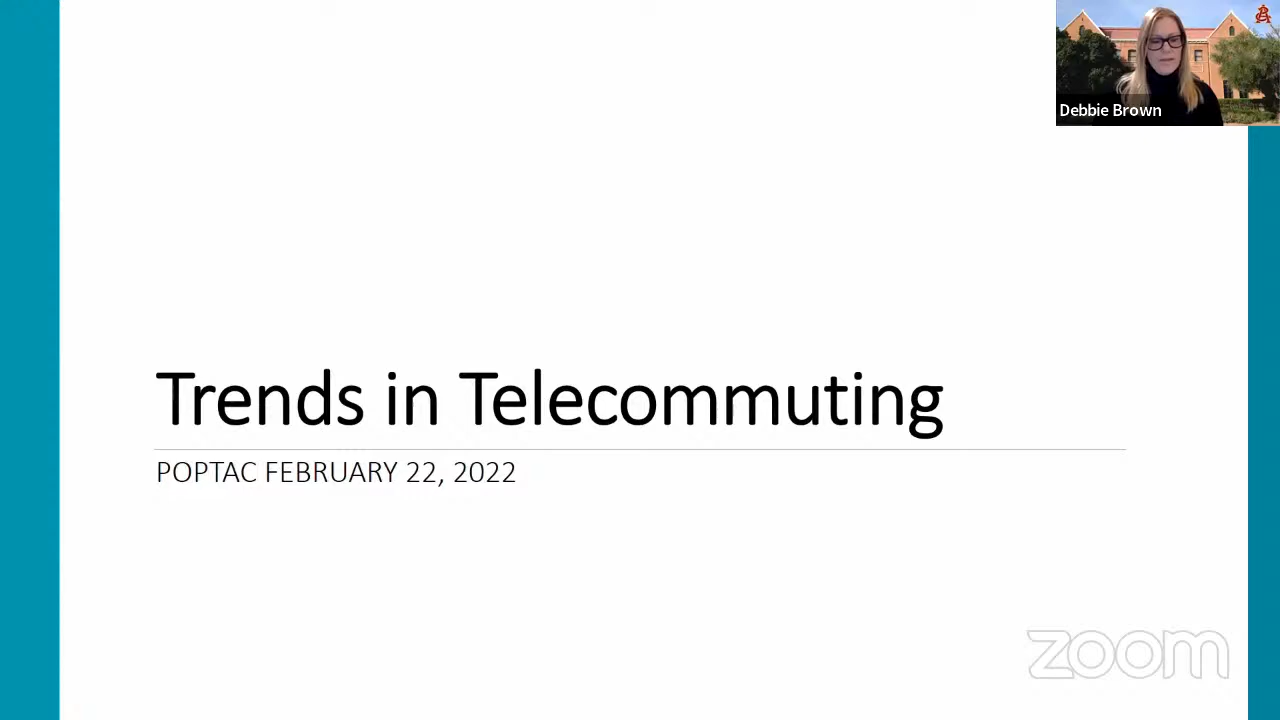 Debbie Brown
Trends in Telecommuting
POPTAC FEBRUARY 22, 2022
zoom